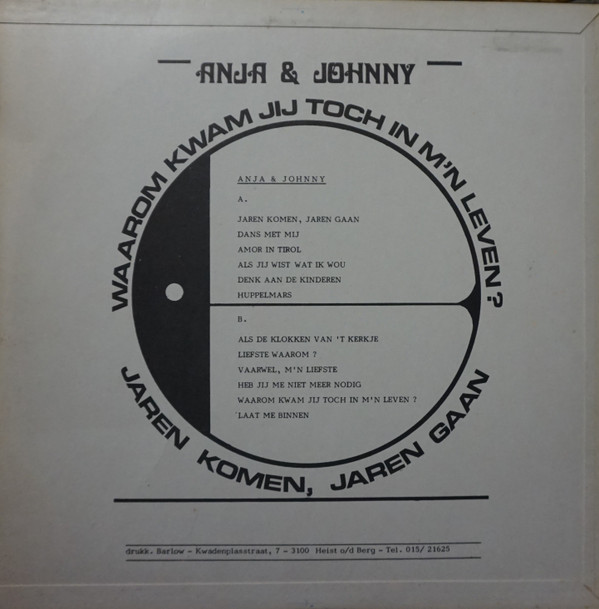 ANJA & JOHNNY
WAAROM KWAM JIJ TOCH IN M'N LEVEN?
ANJA & JOHNNY
A.
JAREN KOMEN, JAREN GAAN
DANS MET MIJ
AMOR IN TIROL
ALS JIJ WIST WAT IK WOU
DENK AAN DE KINDEREN
HUPPELMARS
B.
ALS DE KLOKKEN VAN 'T KERKJE
LIEFSTE WAAROM ?
VAARWEL, M'N LIEFSTE
HEB JIJ ME NIET MEER NODIG
WAAROM KWAM JIJ TOCH IN M'N LEVEN ?
LAAT ME BINNEN
JAREN KOMEN, JAREN GAAN
drukk. Barlow - Kwadenplasstraat, 7 - 3100 Heist o/d Berg - Tel. 015/ 21625